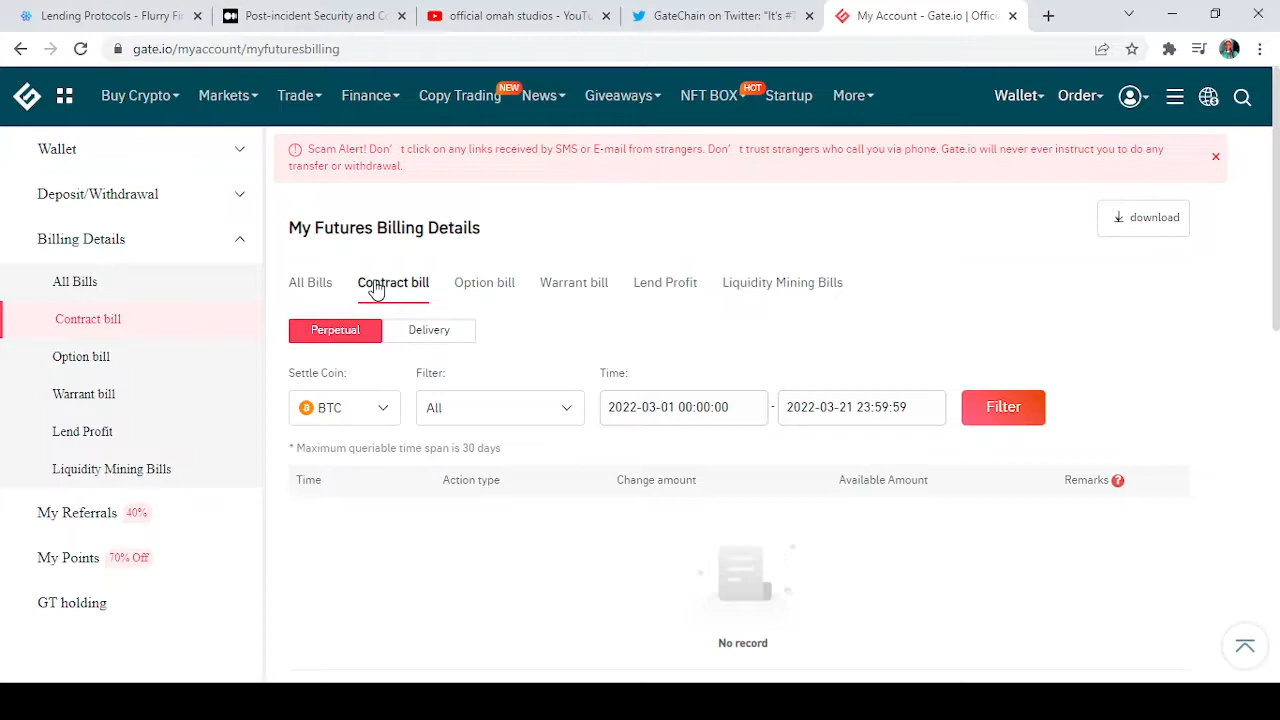 Lending Protocols - Flurry Fi
Post-incident Security and Co
official omah studios - YouTu
GateChain on Twitter: "It's #T
My Account - Gate.io | Offici
gate.io/myaccount/myfuturesbilling
Buy Crypto
Markets
Trade
Finance
Copy Trading
NEW
News
Giveaways
NFT BOX
HOT
Startup
More
Wallet
Order
Wallet
Deposit/Withdrawal
Billing Details
All Bills
Contract bill
Option bill
Warrant bill
Lend Profit
Liquidity Mining Bills
My Referrals 40%
My Points 70% Off
GT holding
Scam Alert! Don't click on any links received by SMS or E-mail from strangers. Don't trust strangers who call you via phone. Gate.io will never ever instruct you to do any
transfer or withdrawal.
My Futures Billing Details
download
All Bills
Contract bill
Option bill
Warrant bill
Lend Profit
Liquidity Mining Bills
Perpetual
Delivery
Settle Coin:
Filter:
Time:
BTC
All
2022-03-01 00:00:00 - 2022-03-21 23:59:59
Filter
* Maximum queriable time span is 30 days
Time
Action type
Change amount
Available Amount
Remarks ?
No record